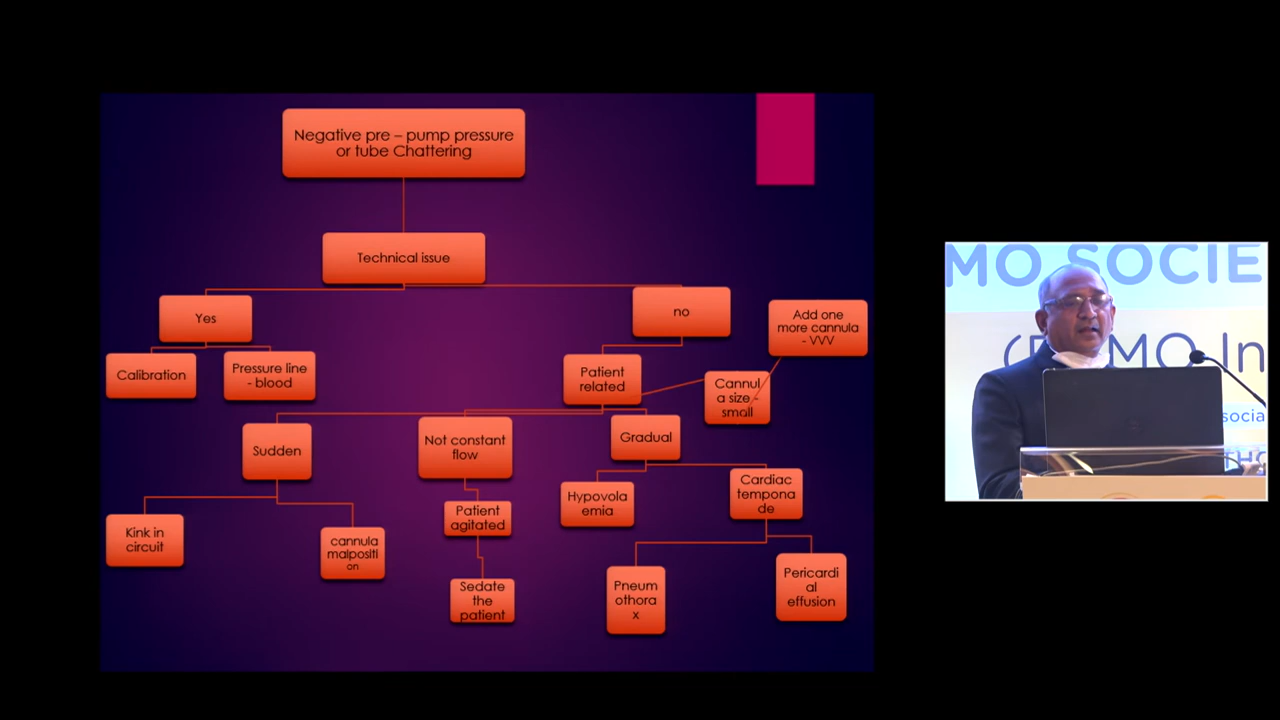 Negative pre – pump pressure
or tube Chattering
Technical issue
Yes
no
Add one
more cannula
- VVV
Calibration
Pressure line
- blood
Patient
related
Cannul
a size -
small
Sudden
Not constant
flow
Gradual
Hypovola
emia
Cardiac
tempona
de
Patient
agitated
Kink in
circuit
cannula
malpositi
on
Sedate
the
patient
Pneum
othora
x
Pericardi
al
effusion
MO SOCIE
MO In
socia